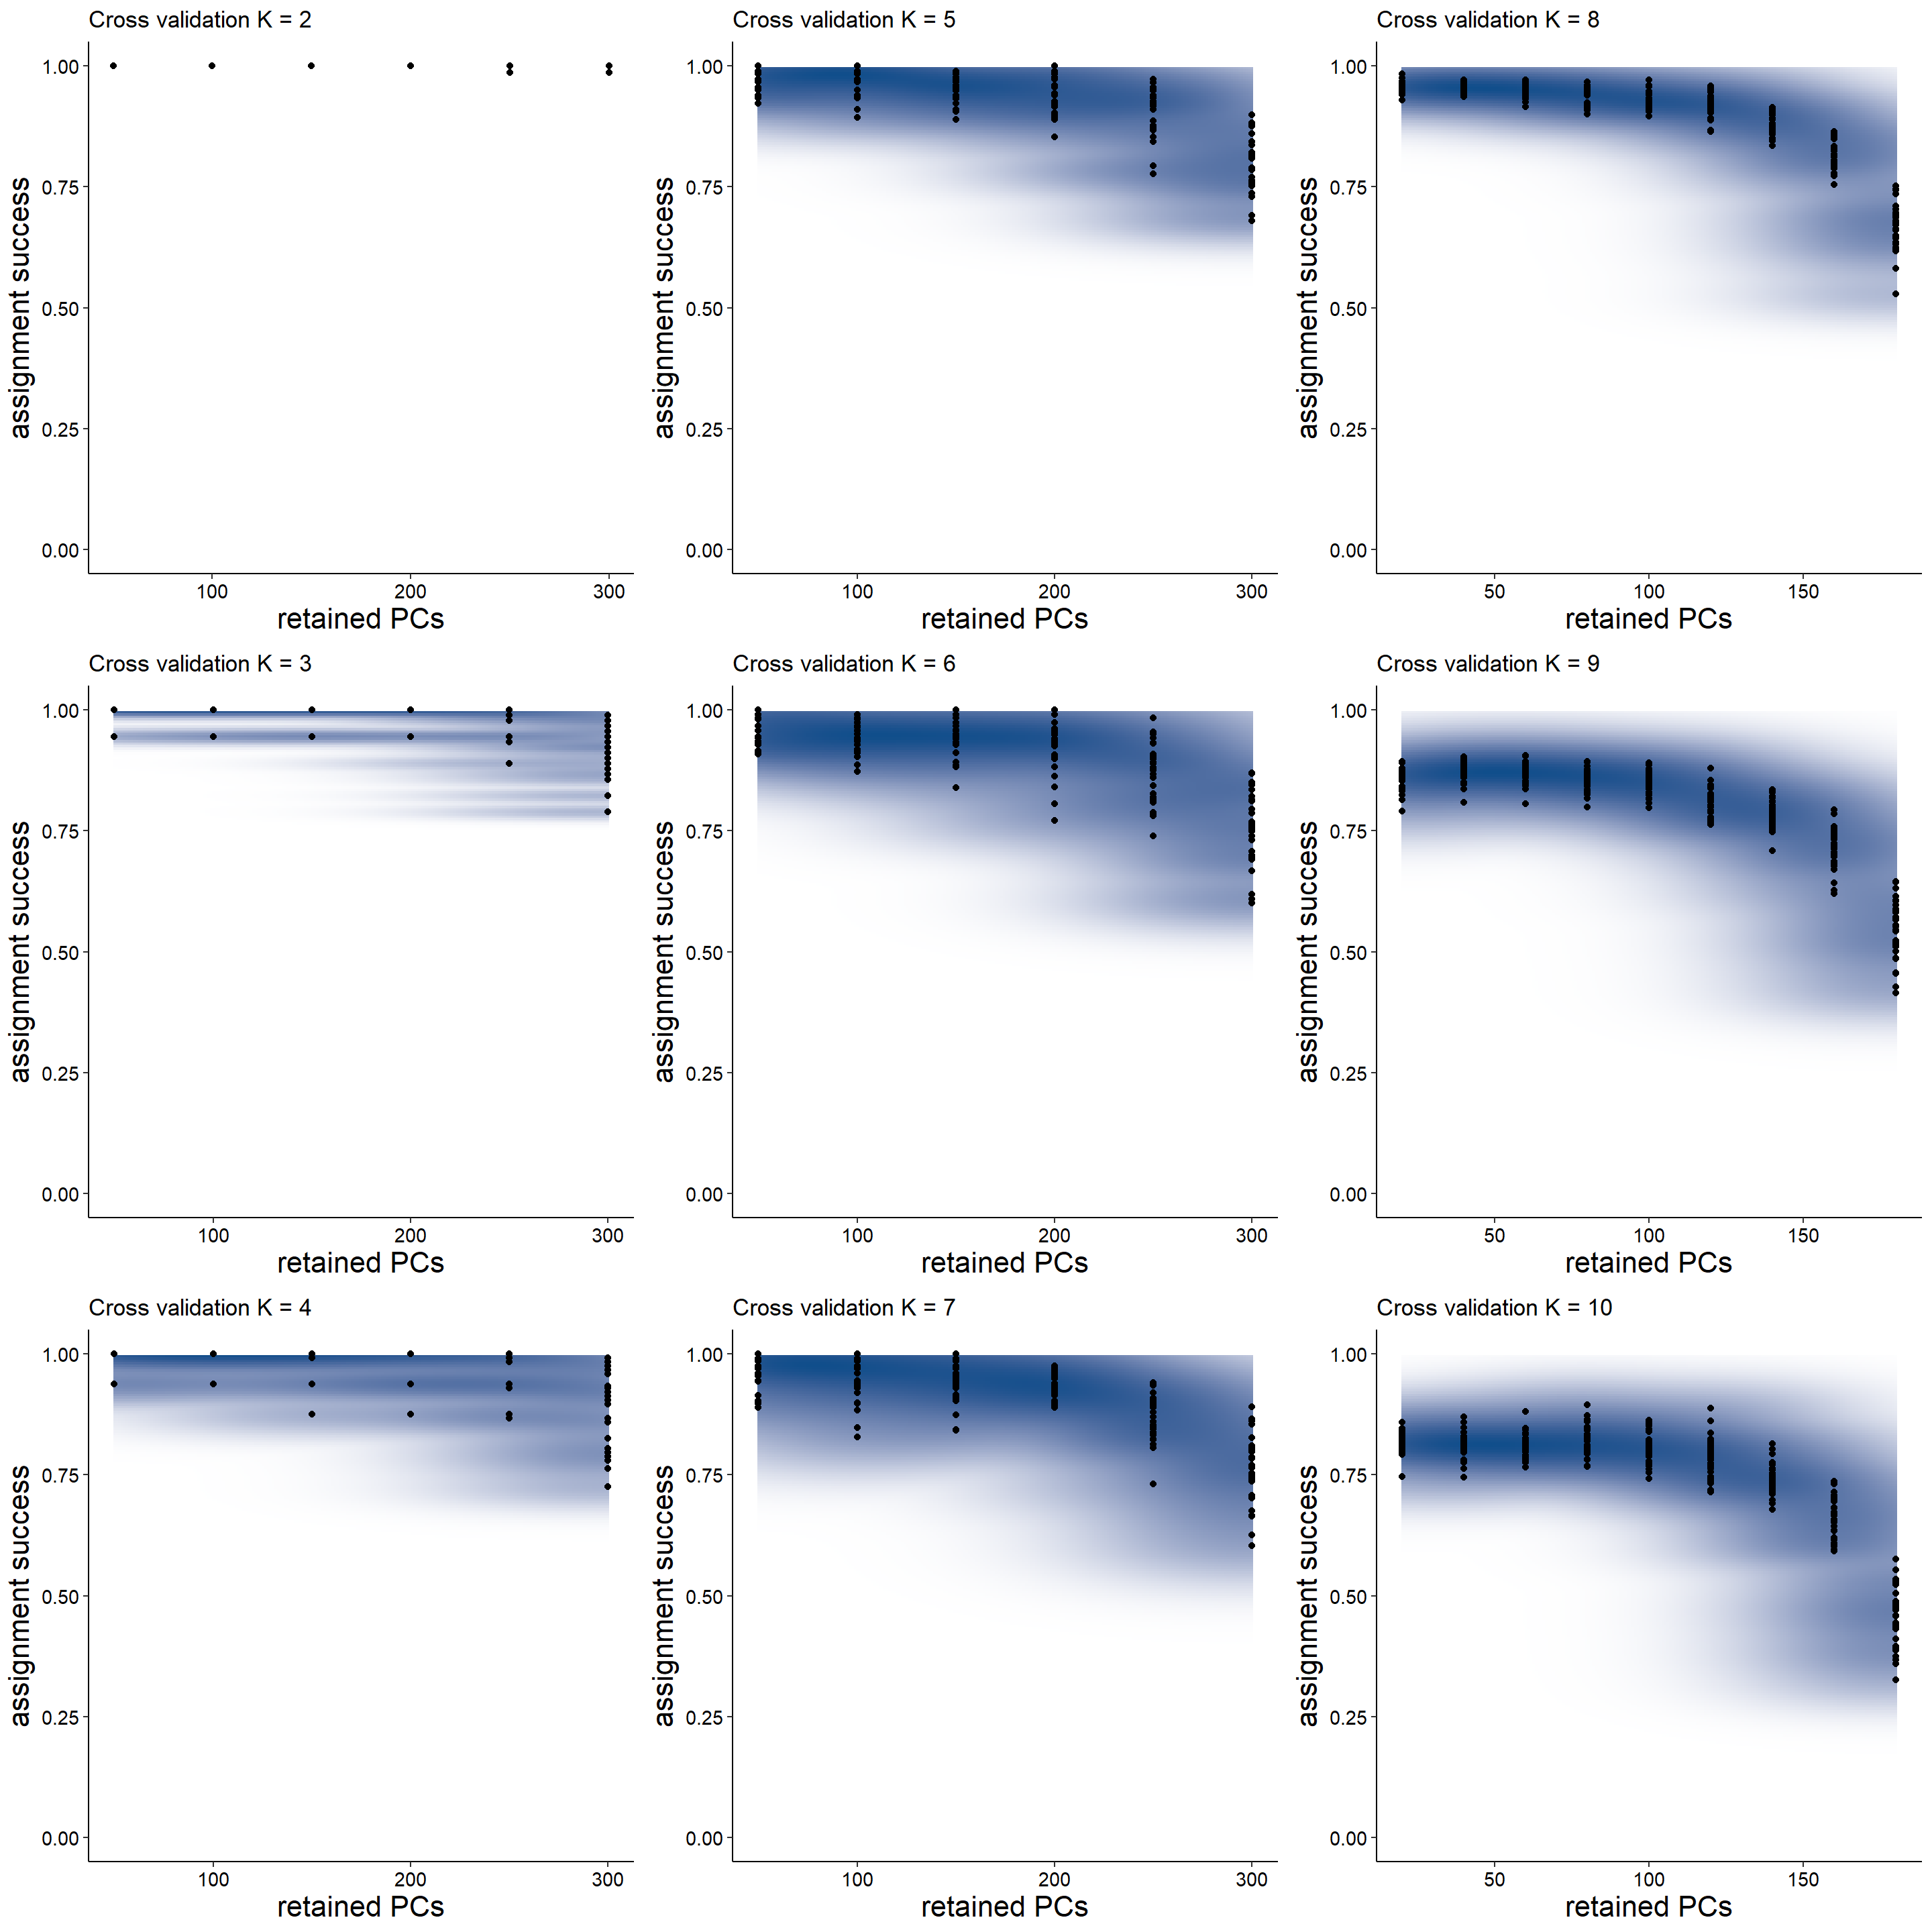 Cross validation K = 2
assignment success
1.00
0.75
0.50
0.25
0.00
100 200 300
retained PCs
Cross validation K = 5
assignment success
1.00
0.75
0.50
0.25
0.00
100 200 300
retained PCs
Cross validation K = 8
assignment success
1.00
0.75
0.50
0.25
0.00
50 100 150
retained PCs
Cross validation K = 3
assignment success
1.00
0.75
0.50
0.25
0.00
100 200 300
retained PCs
Cross validation K = 6
assignment success
1.00
0.75
0.50
0.25
0.00
100 200 300
retained PCs
Cross validation K = 9
assignment success
1.00
0.75
0.50
0.25
0.00
50 100 150
retained PCs
Cross validation K = 4
assignment success
1.00
0.75
0.50
0.25
0.00
100 200 300
retained PCs
Cross validation K = 7
assignment success
1.00
0.75
0.50
0.25
0.00
100 200 300
retained PCs
Cross validation K = 10
assignment success
1.00
0.75
0.50
0.25
0.00
50 100 150
retained PCs